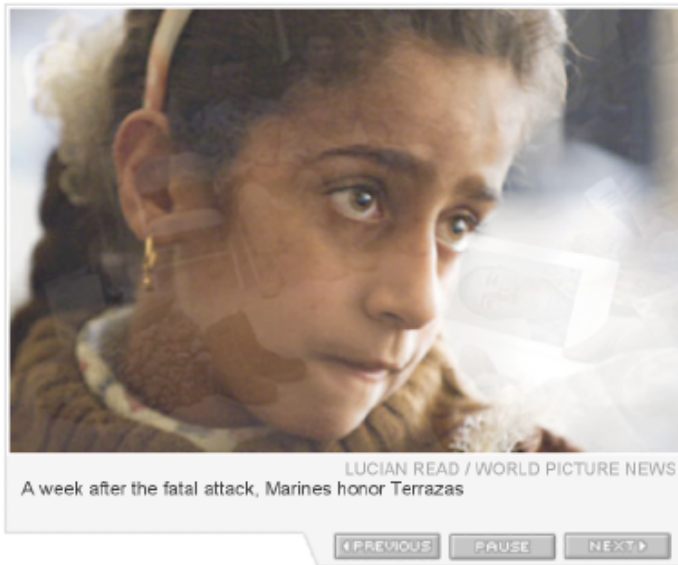 LUCIAN READ / WORLD PICTURE NEWS
A week after the fatal attack, Marines honor Terrazas
PREVIOUS PAUSE NEXT